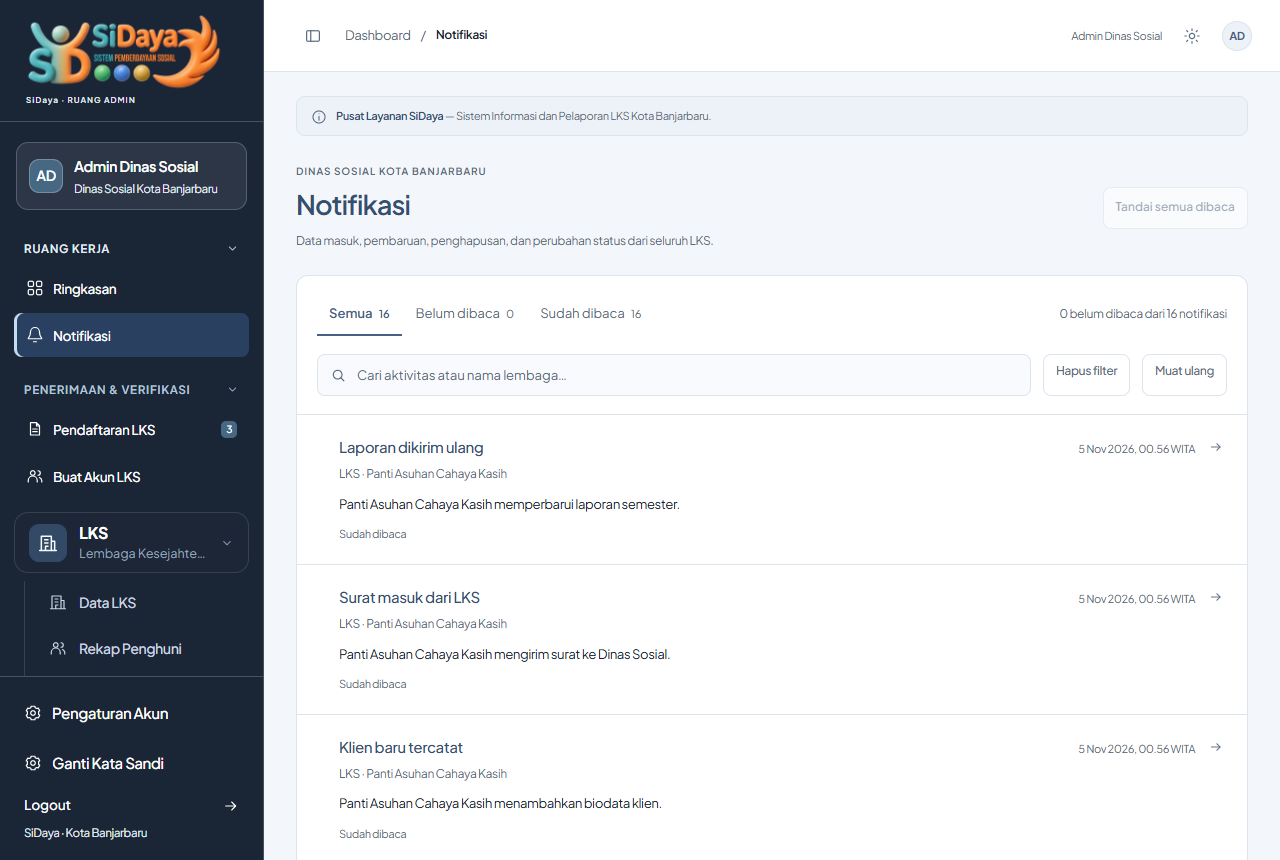 SiDaya
SISTEM PEMBERDAYAAN SOSIAL
SiDaya · RUANG ADMIN
AD
Admin Dinas Sosial
Dinas Sosial Kota Banjarbaru
RUANG KERJA
Ringkasan
Notifikasi
PENERIMAAN & VERIFIKASI
Pendaftaran LKS 3
Buat Akun LKS
LKS
Lembaga Kesejahte...
Data LKS
Rekap Penghuni
Pengaturan Akun
Ganti Kata Sandi
Logout
SiDaya · Kota Banjarbaru
Dashboard / Notifikasi
Admin Dinas Sosial AD
Pusat Layanan SiDaya — Sistem Informasi dan Pelaporan LKS Kota Banjarbaru.
DINAS SOSIAL KOTA BANJARBARU
Notifikasi
Tandai semua dibaca
Data masuk, pembaruan, penghapusan, dan perubahan status dari seluruh LKS.
Semua 16 Belum dibaca 0 Sudah dibaca 16
0 belum dibaca dari 16 notifikasi
Cari aktivitas atau nama lembaga...
Hapus filter
Muat ulang
Laporan dikirim ulang
5 Nov 2026, 00.56 WITA
LKS · Panti Asuhan Cahaya Kasih
Panti Asuhan Cahaya Kasih memperbarui laporan semester.
Sudah dibaca
Surat masuk dari LKS
5 Nov 2026, 00.56 WITA
LKS · Panti Asuhan Cahaya Kasih
Panti Asuhan Cahaya Kasih mengirim surat ke Dinas Sosial.
Sudah dibaca
Klien baru tercatat
5 Nov 2026, 00.56 WITA
LKS · Panti Asuhan Cahaya Kasih
Panti Asuhan Cahaya Kasih menambahkan biodata klien.
Sudah dibaca